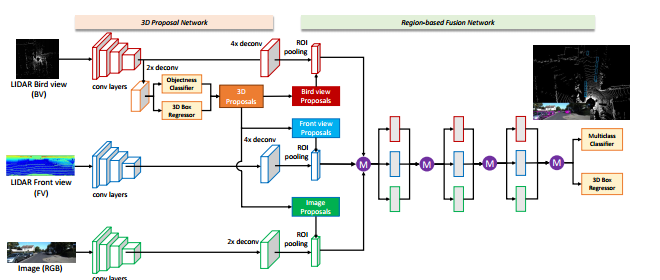 3D Proposal Network
Region-based Fusion Network
4x deconv
ROI
pooling
2x deconv
LIDAR Bird view
(BV)
conv layers
Objectness
Classifier
3D Box
Regressor
3D
Proposals
Bird view
Proposals
Front view
Proposals
4x deconv
ROI
pooling
LIDAR Front view
(FV)
conv layers
M
M
M
M
Multiclass
Classifier
3D Box
Regressor
Image
Proposals
2x deconv
ROI
pooling
Image (RGB)
conv layers